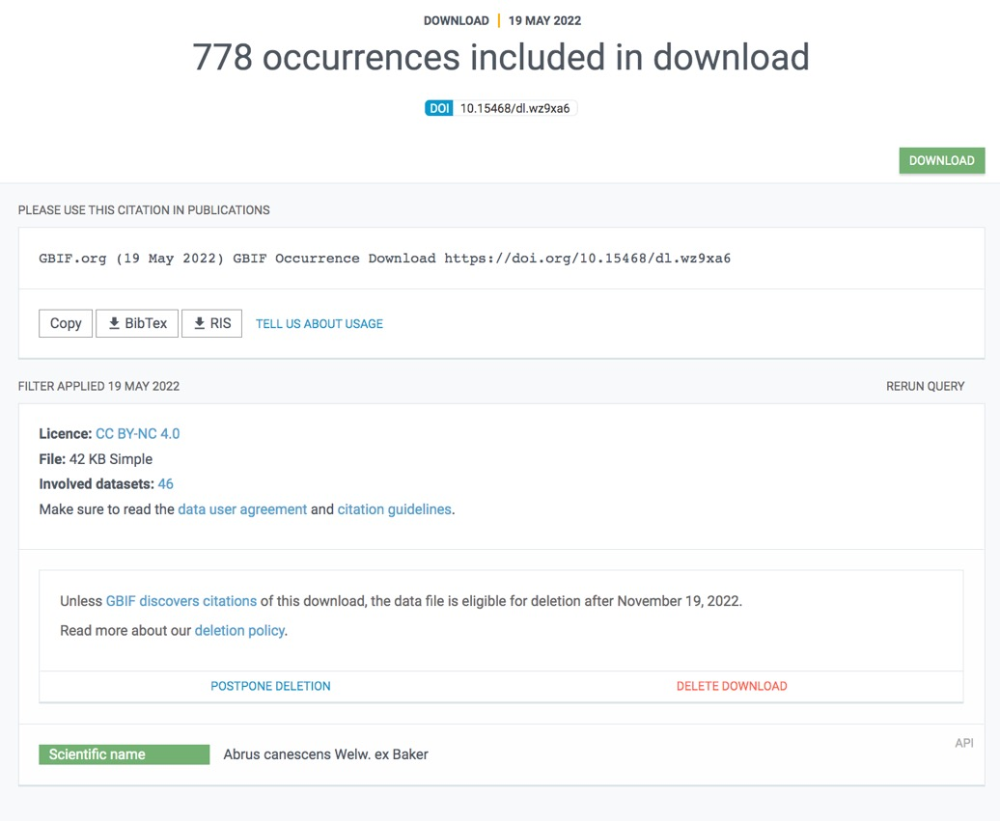 DOWNLOAD | 19 MAY 2022
778 occurrences included in download
DOI 10.15468/dl.wz9xa6
DOWNLOAD
PLEASE USE THIS CITATION IN PUBLICATIONS
GBIF.org (19 May 2022) GBIF Occurrence Download https://doi.org/10.15468/dl.wz9xa6
Copy BibTex RIS TELL US ABOUT USAGE
FILTER APPLIED 19 MAY 2022 RERUN QUERY
Licence: CC BY-NC 4.0
File: 42 KB Simple
Involved datasets: 46
Make sure to read the data user agreement and citation guidelines.
Unless GBIF discovers citations of this download, the data file is eligible for deletion after November 19, 2022.
Read more about our deletion policy.
POSTPONE DELETION DELETE DOWNLOAD
API
Scientific name Abrus canescens Welw. ex Baker